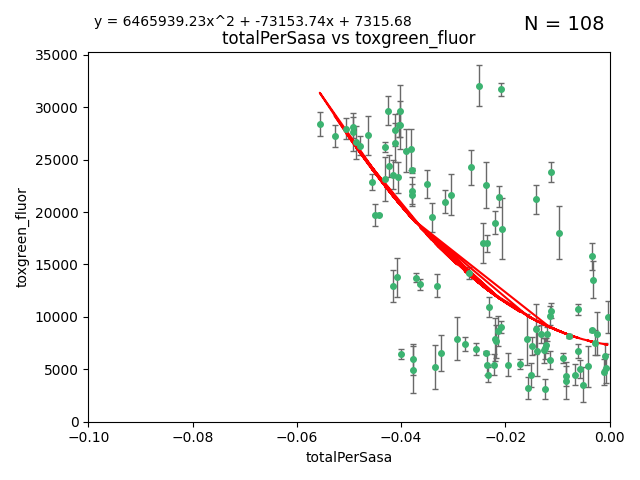 y = 6465939.23x^2 + -73153.74x + 7315.68
N = 108
totalPerSasa vs toxgreen_fluor
35000
30000
25000
20000
15000
10000
5000
0
toxgreen_fluor
−0.10
−0.08
−0.06
−0.04
−0.02
0.00
totalPerSasa